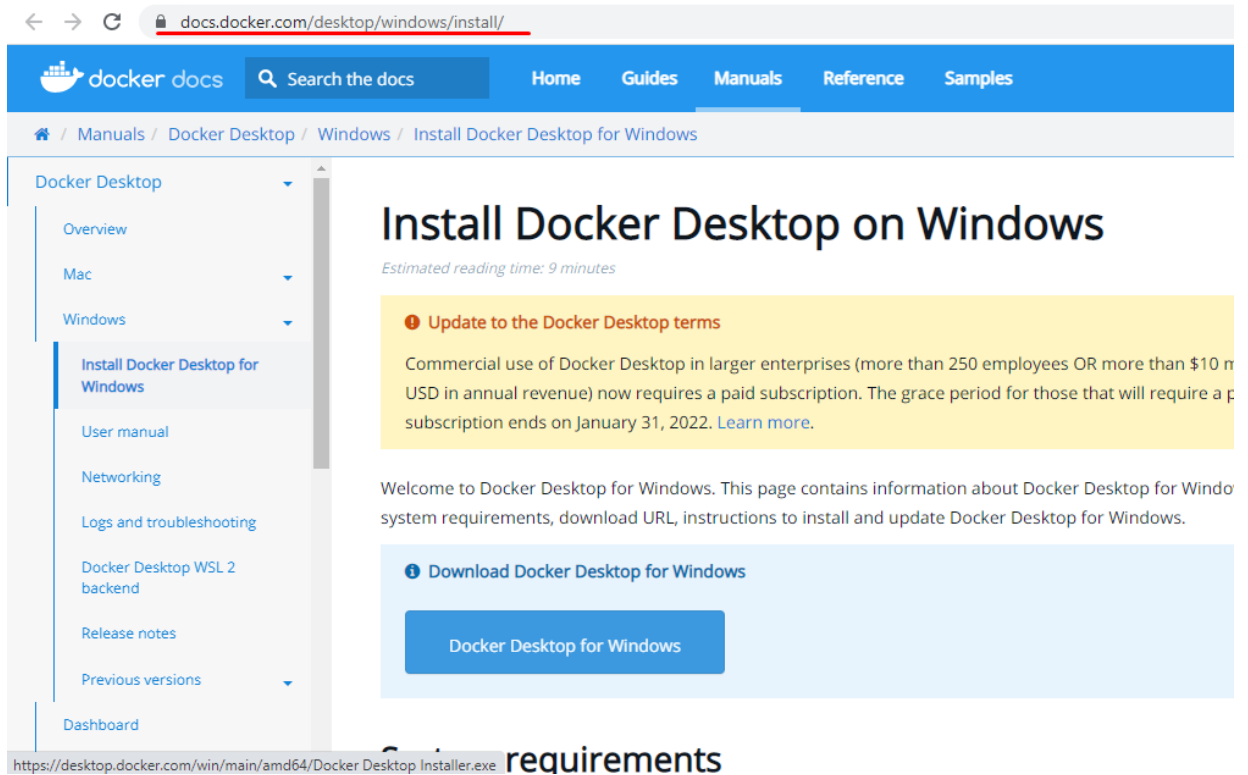 docs.docker.com/desktop/windows/install/
docker docs
Search the docs
Home Guides Manuals Reference Samples
/ Manuals / Docker Desktop / Windows / Install Docker Desktop for Windows
Docker Desktop
Overview
Mac
Windows
Install Docker Desktop for
Windows
User manual
Networking
Logs and troubleshooting
Docker Desktop WSL 2
backend
Release notes
Previous versions
Dashboard
https://desktop.docker.com/win/main/amd64/Docker Desktop Installer.exe
Install Docker Desktop on Windows
Estimated reading time: 9 minutes
Update to the Docker Desktop terms
Commercial use of Docker Desktop in larger enterprises (more than 250 employees OR more than $10
USD in annual revenue) now requires a paid subscription. The grace period for those that will require a
subscription ends on January 31, 2022. Learn more.
Welcome to Docker Desktop for Windows. This page contains information about Docker Desktop for
system requirements, download URL, instructions to install and update Docker Desktop for Windows.
Download Docker Desktop for Windows
Docker Desktop for Windows
requirements